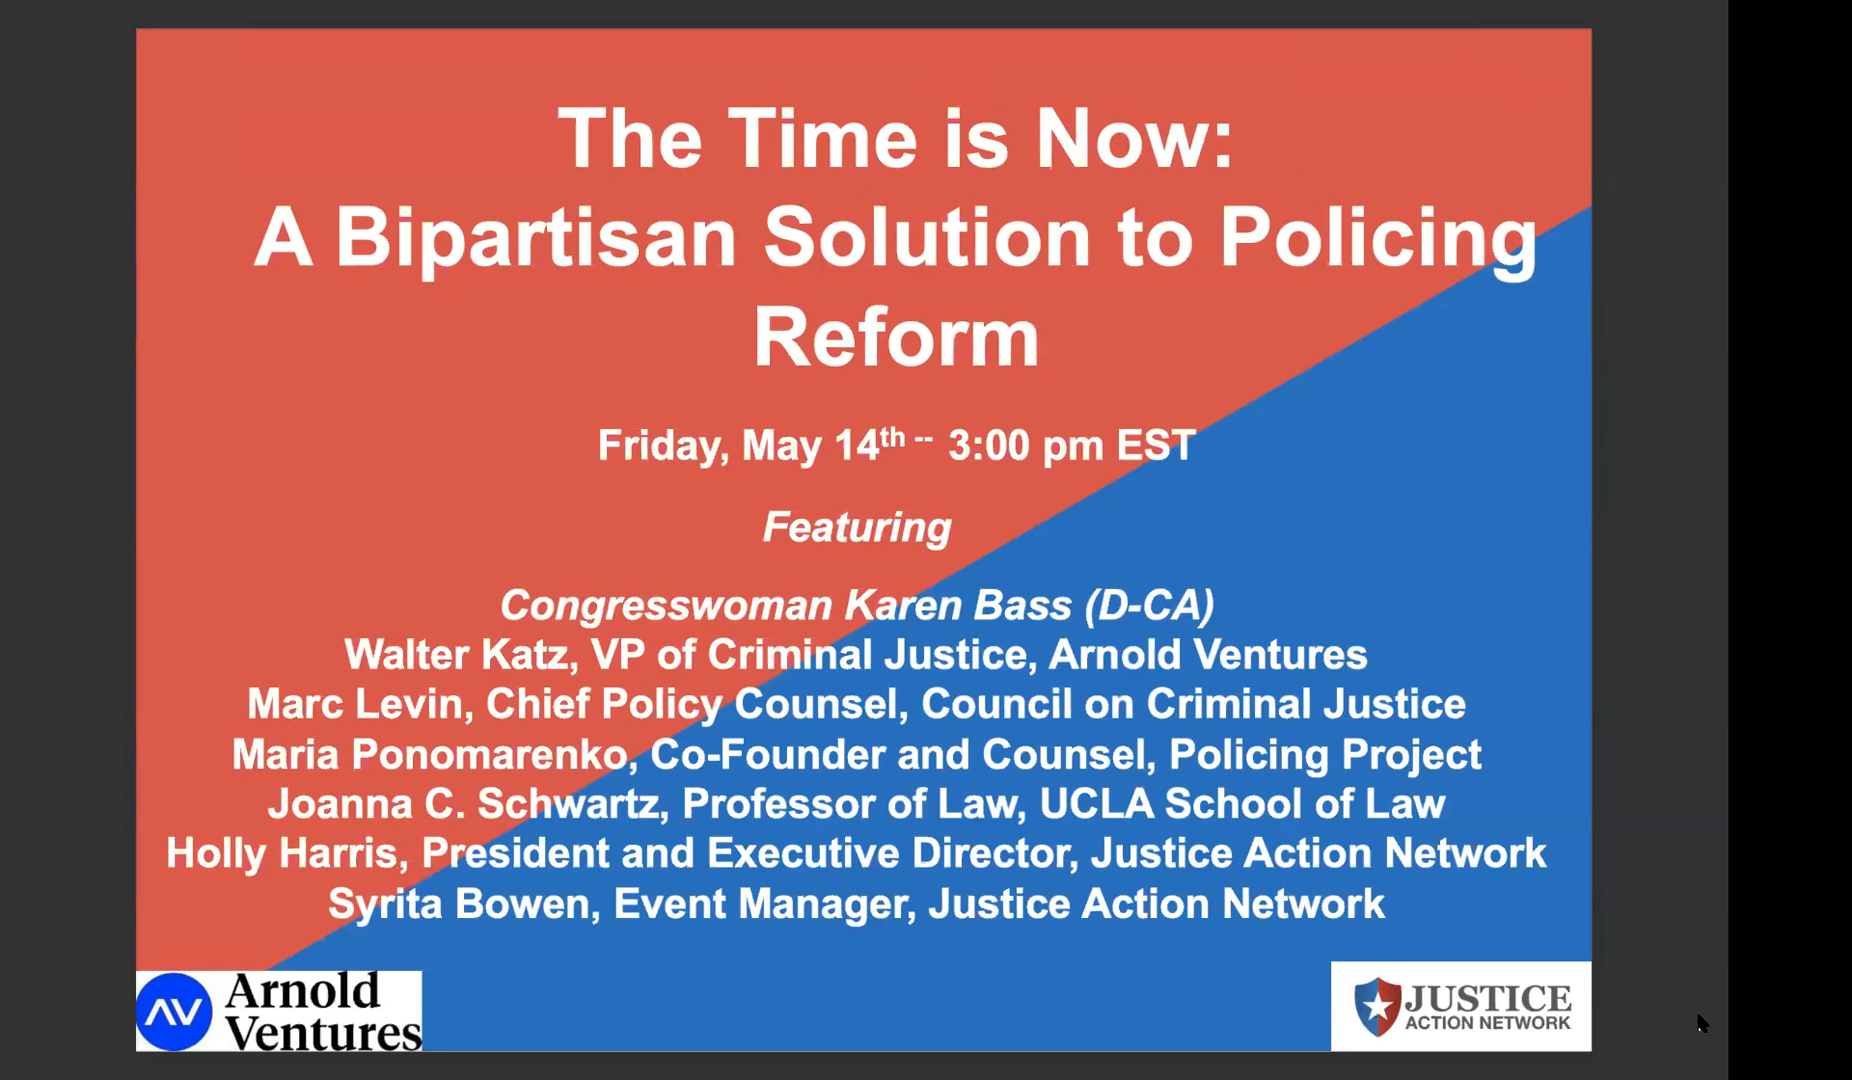 The Time is Now:
A Bipartisan Solution to Policing
Reform
Friday, May 14th -- 3:00 pm EST
Featuring
Congresswoman Karen Bass (D-CA)
Walter Katz, VP of Criminal Justice, Arnold Ventures
Marc Levin, Chief Policy Counsel, Council on Criminal Justice
Maria Ponomarenko, Co-Founder and Counsel, Policing Project
Joanna C. Schwartz, Professor of Law, UCLA School of Law
Holly Harris, President and Executive Director, Justice Action Network
Syrita Bowen, Event Manager, Justice Action Network
AV Arnold
Ventures
JUSTICE
ACTION NETWORK